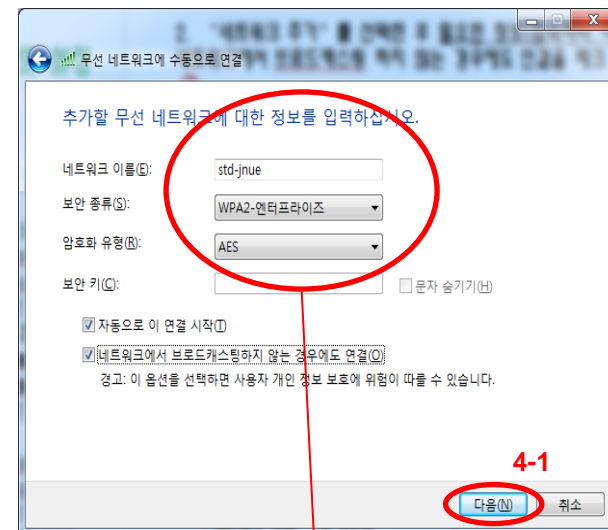 무선 네트워크에 수동으로 연결
추가할 무선 네트워크에 대한 정보를 입력하십시오.
네트워크 이름(E): std-jnue
보안 종류(S): WPA2-엔터프라이즈
암호화 유형(R): AES
보안 키(C): 문자 숨기기(H)
자동으로 이 연결 시작(T)
네트워크에서 브로드캐스팅하지 않는 경우에도 연결(O)
경고: 이 옵션을 선택하면 사용자 개인 정보 보호에 위험이 따를 수 있습니다.
4-1
다음(N) 취소